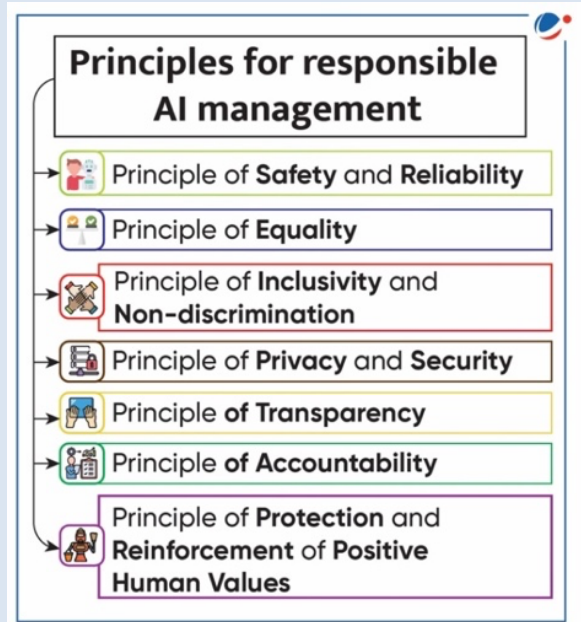 Principles for responsible
AI management
Principle of Safety and Reliability
Principle of Equality
Principle of Inclusivity and
Non-discrimination
Principle of Privacy and Security
Principle of Transparency
Principle of Accountability
Principle of Protection and
Reinforcement of Positive
Human Values